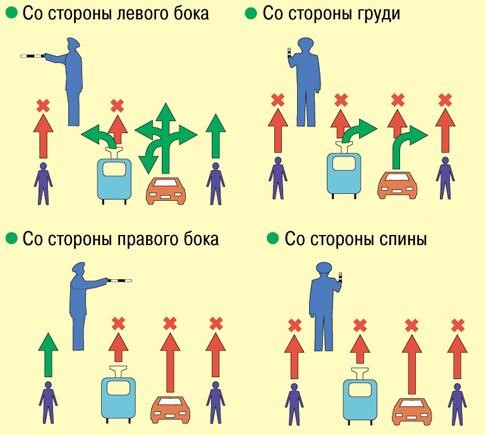 Со стороны левого бока
Со стороны груди
Со стороны правого бока
Со стороны спины